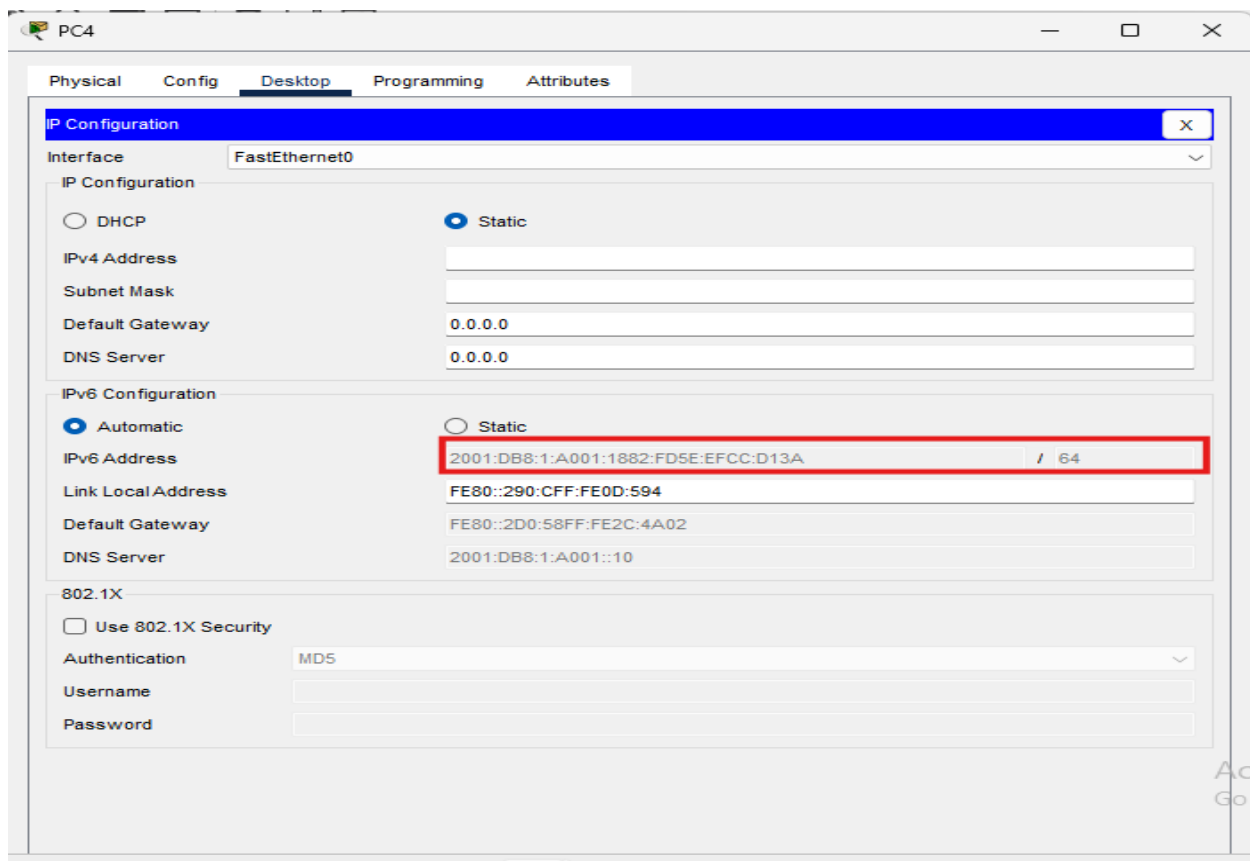 PC4
Physical Config Desktop Programming Attributes
IP Configuration X
Interface FastEthernet0
IP Configuration
DHCP Static
IPv4 Address
Subnet Mask
Default Gateway 0.0.0.0
DNS Server 0.0.0.0
IPv6 Configuration
Automatic Static
IPv6 Address 2001:DB8:1:A001:1882:FD5E:EFCC:D13A / 64
Link Local Address FE80::290:CFF:FE0D:594
Default Gateway FE80::2D0:58FF:FE2C:4A02
DNS Server 2001:DB8:1:A001::10
802.1X
Use 802.1X Security
Authentication MD5
Username
Password
Ac
Go